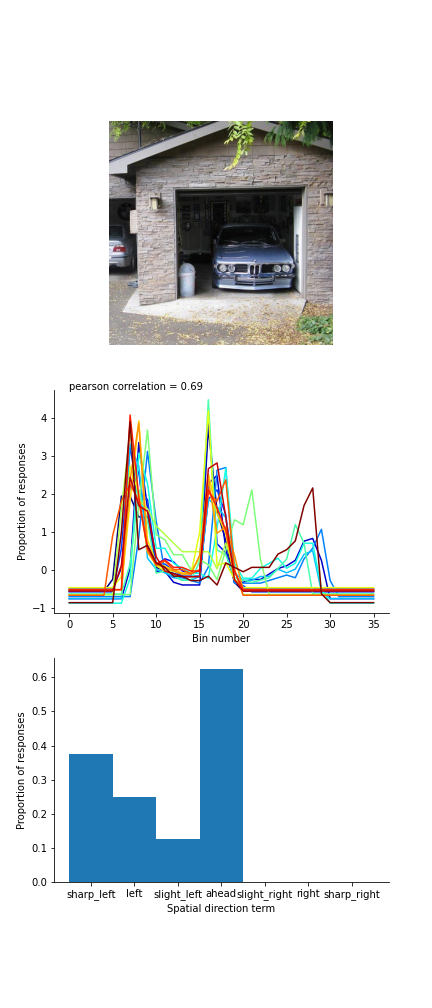 pearson correlation = 0.69
Proportion of responses
4
3
2
1
0
−1
0 5 10 15 20 25 30 35
Bin number
Proportion of responses
0.6
0.5
0.4
0.3
0.2
0.1
0.0
sharp_left left slight_left ahead slight_right right sharp_right
Spatial direction term